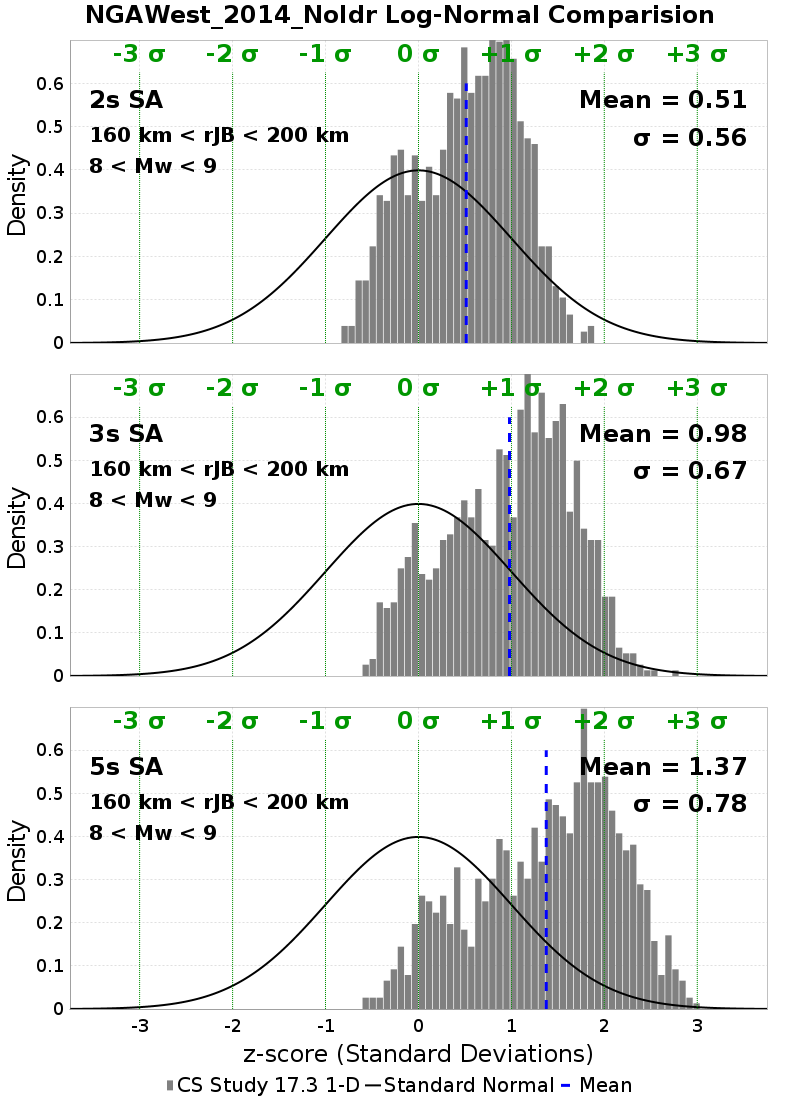 NGAWest_2014_NoIdr Log-Normal Comparision
-3 σ -2 σ -1 σ 0 σ +1 σ +2 σ +3 σ
2s SA
160 km < rJB < 200 km
8 < Mw < 9
Mean = 0.51
σ = 0.56
Density
0.6
0.5
0.4
0.3
0.2
0.1
0
-3 σ -2 σ -1 σ 0 σ +1 σ +2 σ +3 σ
3s SA
160 km < rJB < 200 km
8 < Mw < 9
Mean = 0.98
σ = 0.67
Density
0.6
0.5
0.4
0.3
0.2
0.1
0
-3 σ -2 σ -1 σ 0 σ +1 σ +2 σ +3 σ
5s SA
160 km < rJB < 200 km
8 < Mw < 9
Mean = 1.37
σ = 0.78
Density
0.6
0.5
0.4
0.3
0.2
0.1
0
-3 -2 -1 0 1 2 3
z-score (Standard Deviations)
CS Study 17.3 1-D Standard Normal Mean